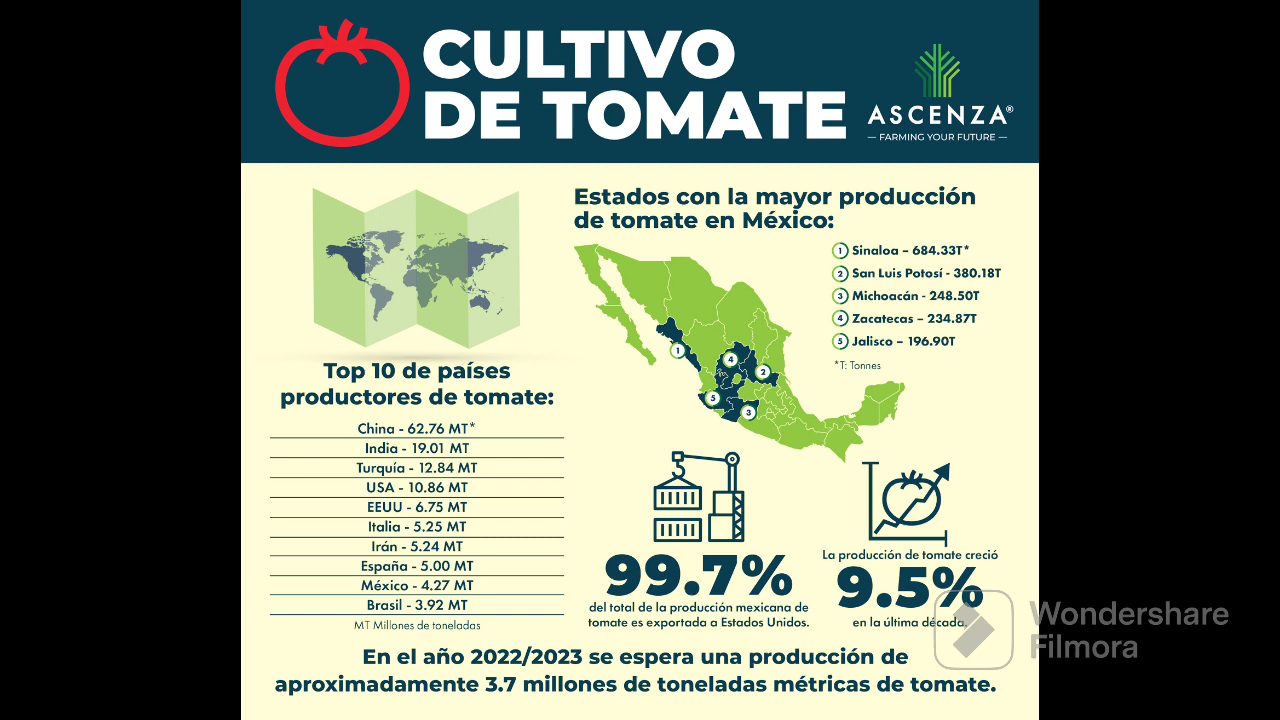 CULTIVO
DE TOMATE
ASCENZA®
— FARMING YOUR FUTURE —
Estados con la mayor producción
de tomate en México:
1 Sinaloa – 684.33T*
2 San Luis Potosí - 380.18T
3 Michoacán - 248.50T
4 Zacatecas – 234.87T
5 Jalisco – 196.90T
*T: Tonnes
1
4
2
5
3
Top 10 de países
productores de tomate:
China - 62.76 MT*
India - 19.01 MT
Turquía - 12.84 MT
USA - 10.86 MT
EEUU - 6.75 MT
Italia - 5.25 MT
Irán - 5.24 MT
España - 5.00 MT
México - 4.27 MT
Brasil - 3.92 MT
MT Millones de toneladas
99.7%
del total de la producción mexicana de
tomate es exportada a Estados Unidos.
La producción de tomate creció
9.5%
en la última década.
En el año 2022/2023 se espera una producción de
aproximadamente 3.7 millones de toneladas métricas de tomate.
Wondershare
Filmora